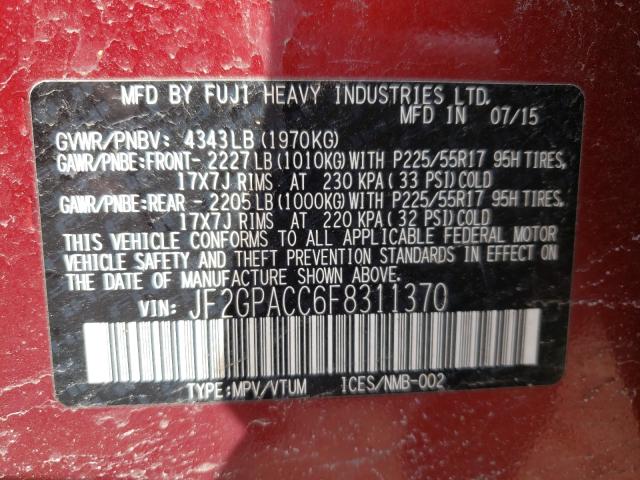 MFD BY FUJI HEAVY INDUSTRIES LTD.
MFD IN 07/15
GVWR/PNBV: 4343LB (1970KG)
GAWR/PNBE:FRONT- 2227LB (1010KG) WITH P225/55R17 95H TIRES,
17X7J RIMS AT 230 KPA (33 PSI) COLD
GAWR/PNBE:REAR - 2205LB (1000KG) WITH P225/55R17 95H TIRES,
17X7J RIMS AT 220 KPA (32 PSI) COLD
THIS VEHICLE CONFORMS TO ALL APPLICABLE FEDERAL MOTOR
VEHICLE SAFETY AND THEFT PREVENTION STANDARDS IN EFFECT ON
THE DATE OF MANUFACTURE SHOWN ABOVE.
VIN: JF2GPACC6F8311370
TYPE:MPV/VTUM ICES/NMB-002